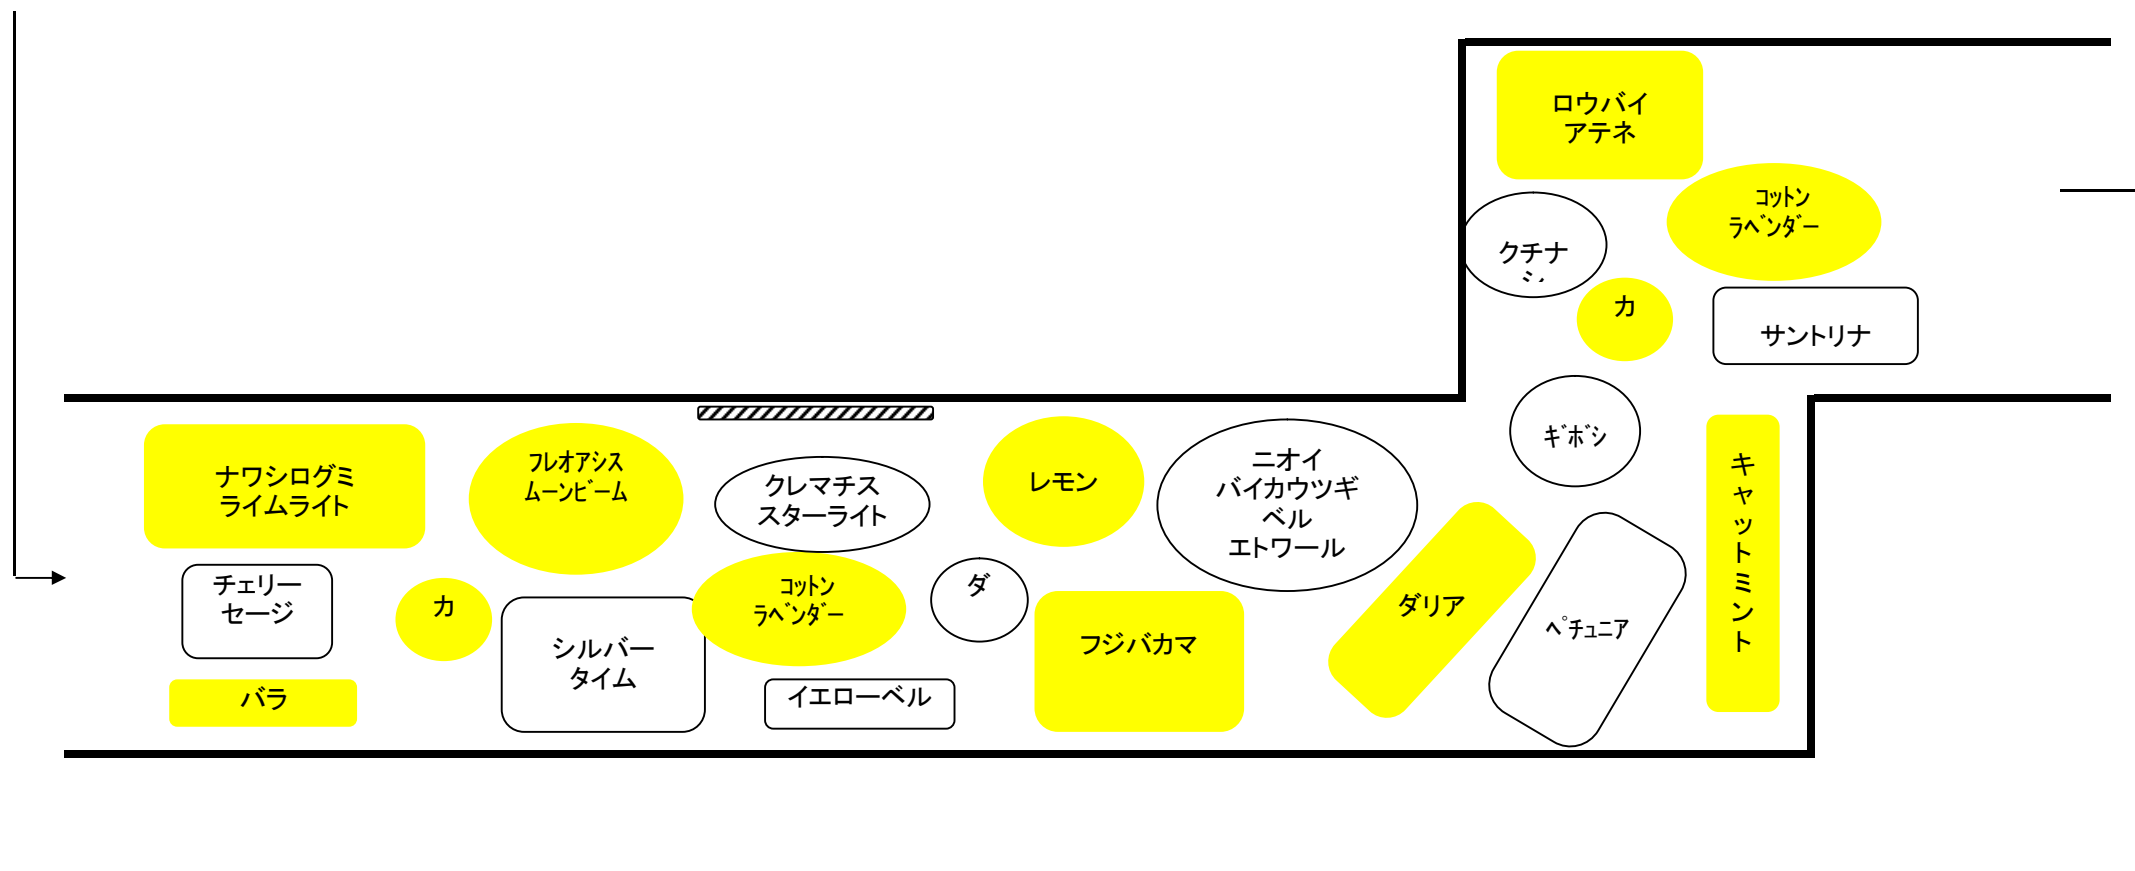 ロウバイ
アテネ
コットン
ラベンダー
クチナ
シ
カ
サントリナ
ギボシ
キャットミント
ナワシログミ
ライムライト
フレオアシス
ムーンビーム
クレマチス
スターライト
レモン
ニオイ
バイカウツギ
ベル
エトワール
チェリー
セージ
カ
シルバー
タイム
コットン
ラベンダー
ダ
フジバカマ
ダリア
ペチュニア
バラ
イエローベル